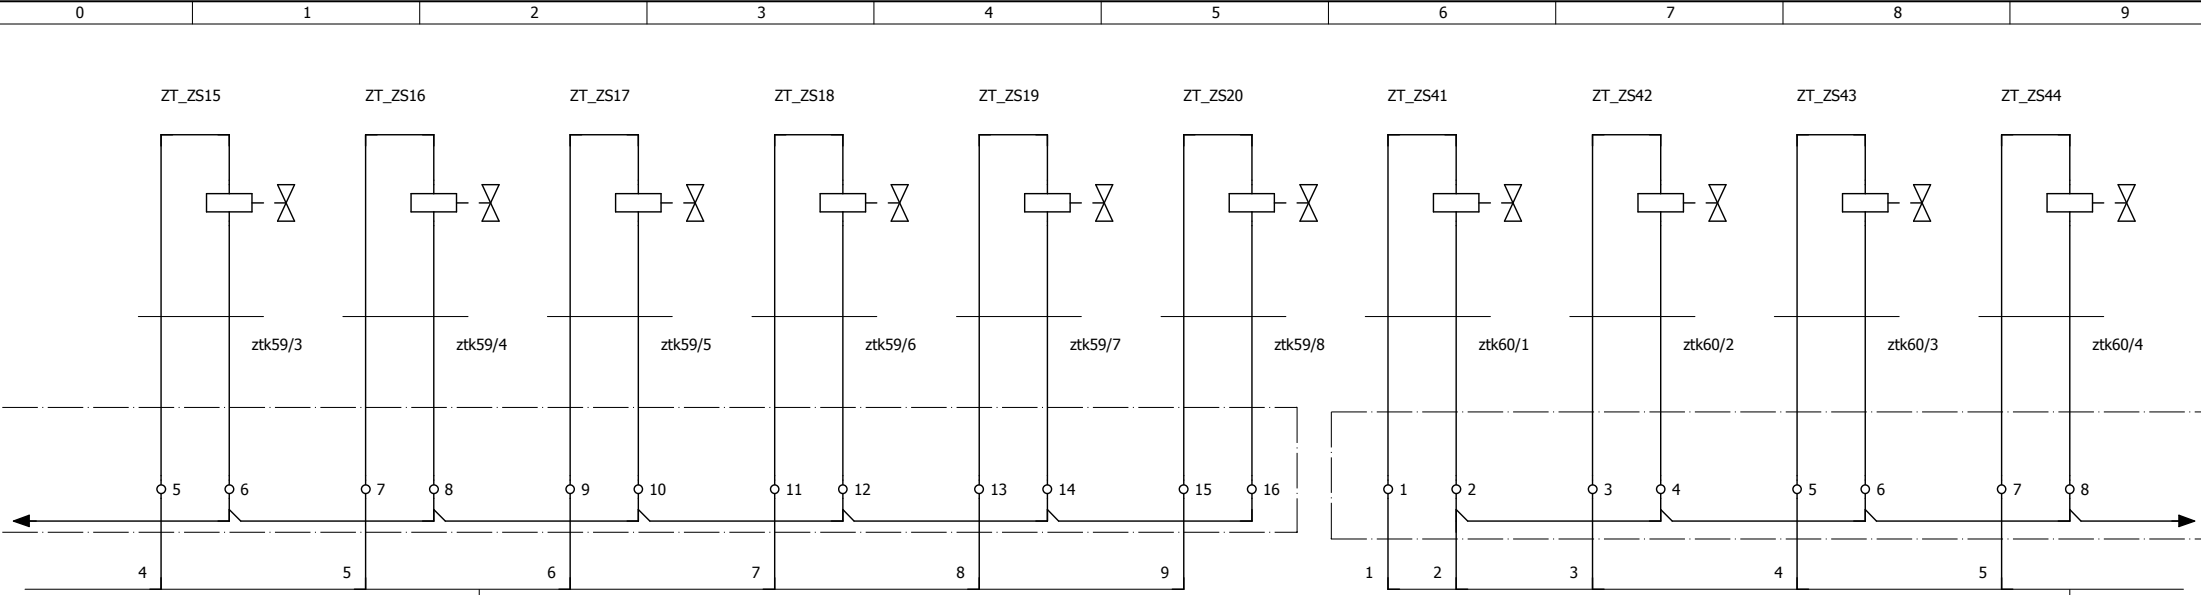 0 1 2 3 4 5 6 7 8 9
ZT_ZS15 ZT_ZS16 ZT_ZS17 ZT_ZS18 ZT_ZS19 ZT_ZS20 ZT_ZS41 ZT_ZS42 ZT_ZS43 ZT_ZS44
ztk59/3 ztk59/4 ztk59/5 ztk59/6 ztk59/7 ztk59/8 ztk60/1 ztk60/2 ztk60/3 ztk60/4
5 6 7 8 9 10 11 12 13 14 15 16 1 2 3 4 5 6 7 8
4 5 6 7 8 9 1 2 3 4 5